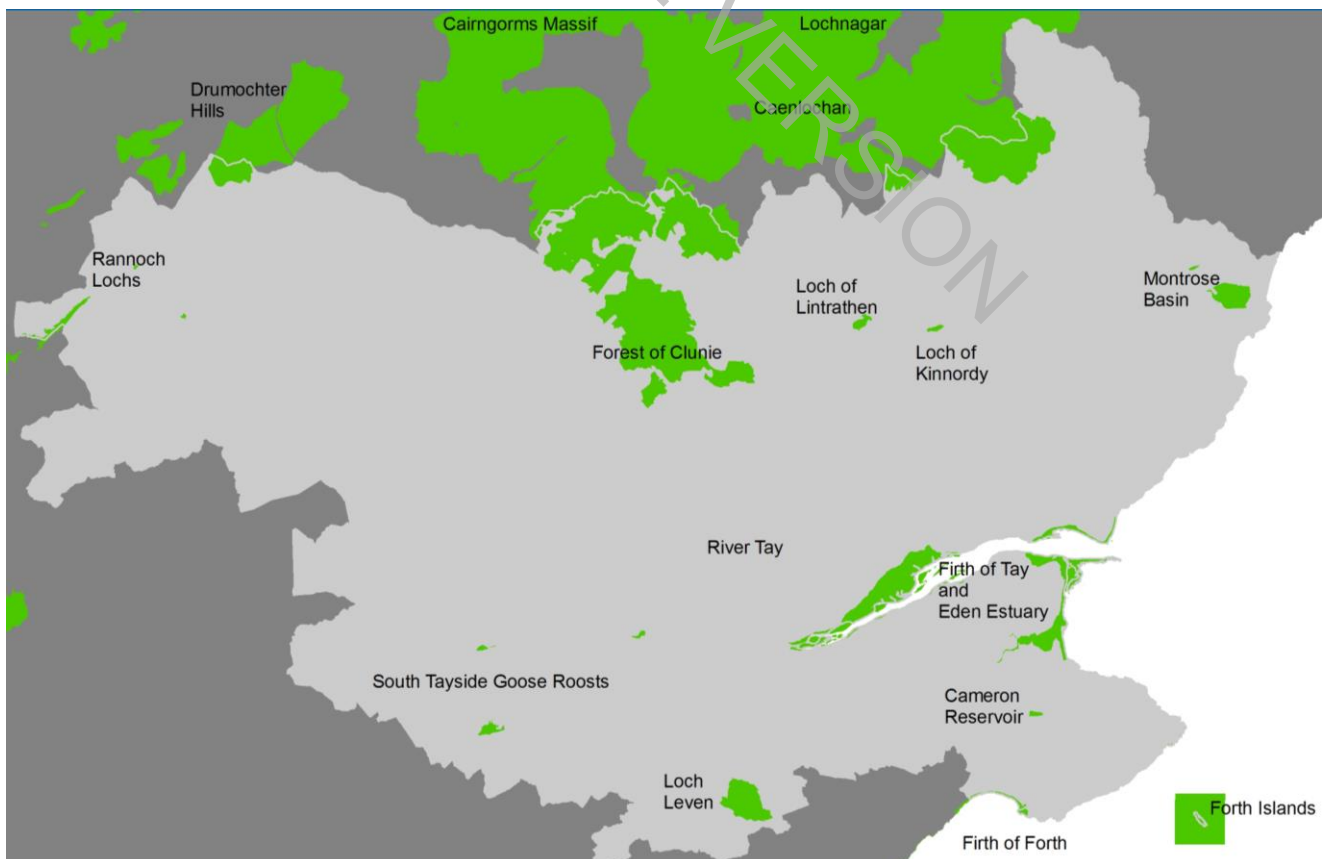 Cairngorms Massif
Lochnagar
Drumochter
Hills
Caenlochan
Rannoch
Lochs
Loch of
Lintrathen
Montrose
Basin
Forest of Clunie
Loch of
Kinnordy
River Tay
Firth of Tay
and
Eden Estuary
South Tayside Goose Roosts
Cameron
Reservoir
Loch
Leven
Forth Islands
Firth of Forth
VERSION